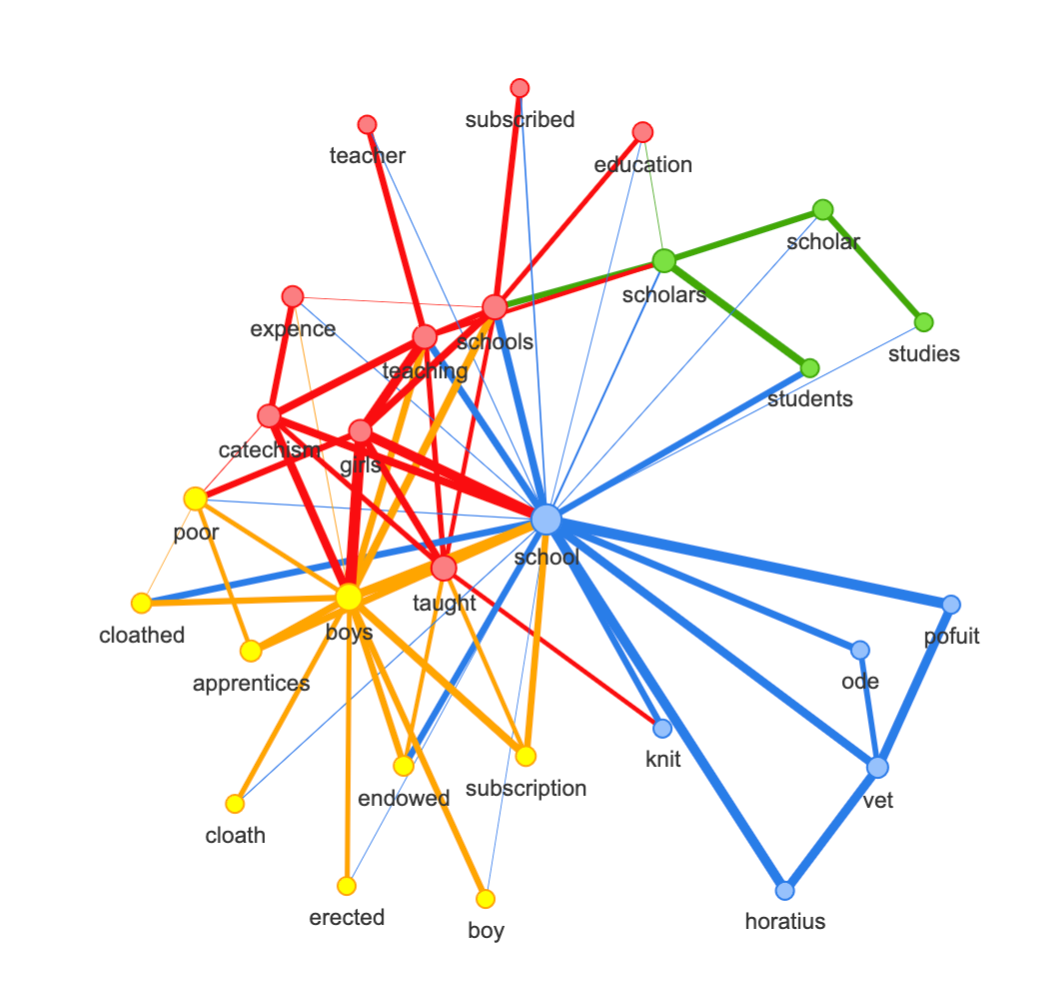 subscribed
teacher
education
scholar
scholars
expence
schools
studies
teaching
students
catechism
girls
poor
school
taught
cloathed
boys
pofuit
apprentices
ode
knit
endowed
subscription
vet
cloath
erected
boy
horatius